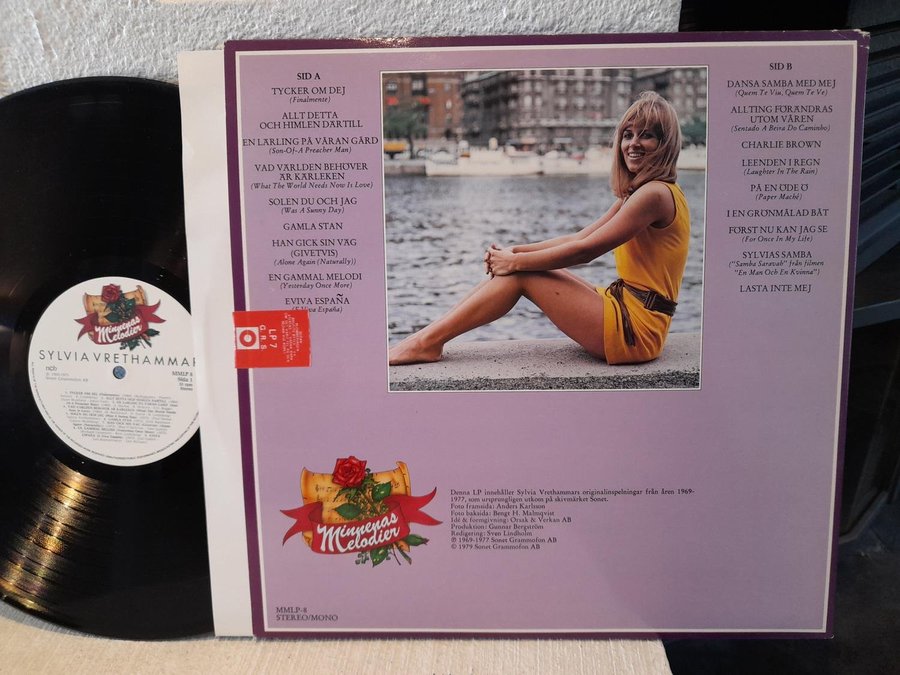 SID A
TYCKER OM DEJ
(Finalmente)
ALLT DETTA
OCH HIMLEN DÄRTILL
EN LÄRLING PÅ VÅRAN GÅRD
(Son-Of-A Preacher Man)
VAD VÄRLDEN BEHÖVER
ÄR KÄRLEKEN
(What The World Needs Now Is Love)
SOLEN DU OCH JAG
(Was A Sunny Day)
GAMLA STAN
HAN GICK SIN VÄG
(GIVETVIS)
(Alone Again (Naturally))
EN GAMMAL MELODI
(Yesterday Once More)
EVIVA ESPAÑA
España)
SID B
DANSA SAMBA MED MEJ
(Quem Te Viu, Quem Te Ve)
ALLTING FÖRÄNDRAS
UTOM VÅREN
(Sentado A Beira Do Caminho)
CHARLIE BROWN
LEENDEN I REGN
(Laughter In The Rain)
PÅ EN ÖDE Ö
(Paper Maché)
I EN GRÖNMÅLAD BÅT
FÖRST NU KAN JAG SE
(For Once In My Life)
SYLVIAS SAMBA
("Samba Saravah" från filmen
"En Man Och En Kvinna")
LASTA INTE MEJ
LP7
Minnenas
Melodier
SYLVIA VRETHAMMAR
ncb
MMLP 8
Sida 1
Stereo
Minnenas
Melodier
Denna LP innehåller Sylvia Vrethammars originalinspelningar från åren 1969-
1977, som ursprungligen utkom på skivmärket Sonet.
Foto framsida: Anders Karlsson
Foto baksida: Bengt H. Malmqvist
Idé & formgivning: Orsak & Verkan AB
Produktion: Gunnar Bergström
Redigering: Sven Lindholm
℗ 1969-1977 Sonet Grammofon AB
© 1979 Sonet Grammofon AB
MMLP-8
STEREO/MONO